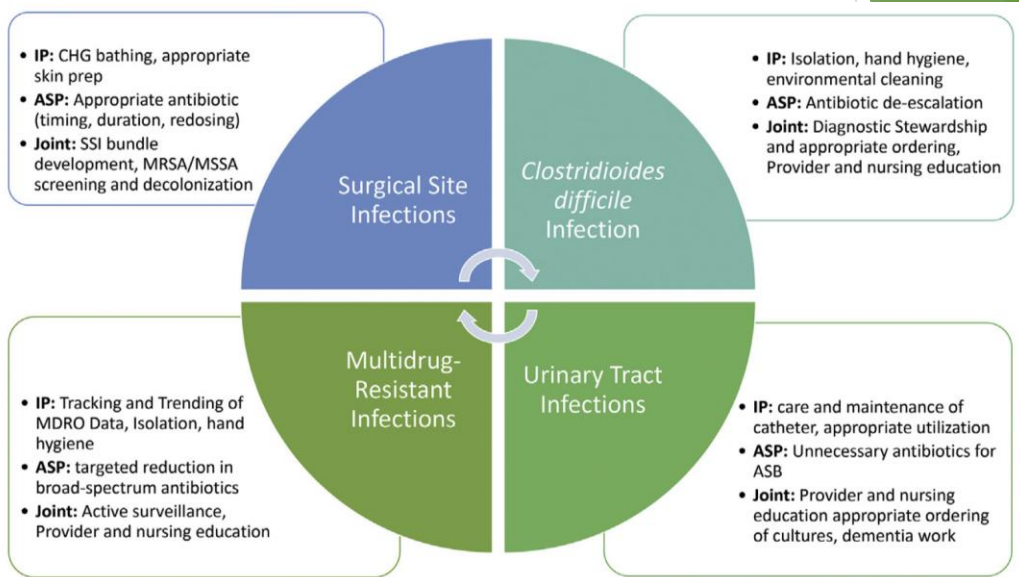 • IP: CHG bathing, appropriate
skin prep
• ASP: Appropriate antibiotic
(timing, duration, redosing)
• Joint: SSI bundle
development, MRSA/MSSA
screening and decolonization
Surgical Site
Infections
• IP: Isolation, hand hygiene,
environmental cleaning
• ASP: Antibiotic de-escalation
• Joint: Diagnostic Stewardship
and appropriate ordering,
Provider and nursing education
Clostridioides
difficile
Infection
• IP: Tracking and Trending of
MDRO Data, Isolation, hand
hygiene
• ASP: targeted reduction in
broad-spectrum antibiotics
• Joint: Active surveillance,
Provider and nursing education
Multidrug-
Resistant
Infections
Urinary Tract
Infections
• IP: care and maintenance of
catheter, appropriate utilization
• ASP: Unnecessary antibiotics for
ASB
• Joint: Provider and nursing
education appropriate ordering
of cultures, dementia work